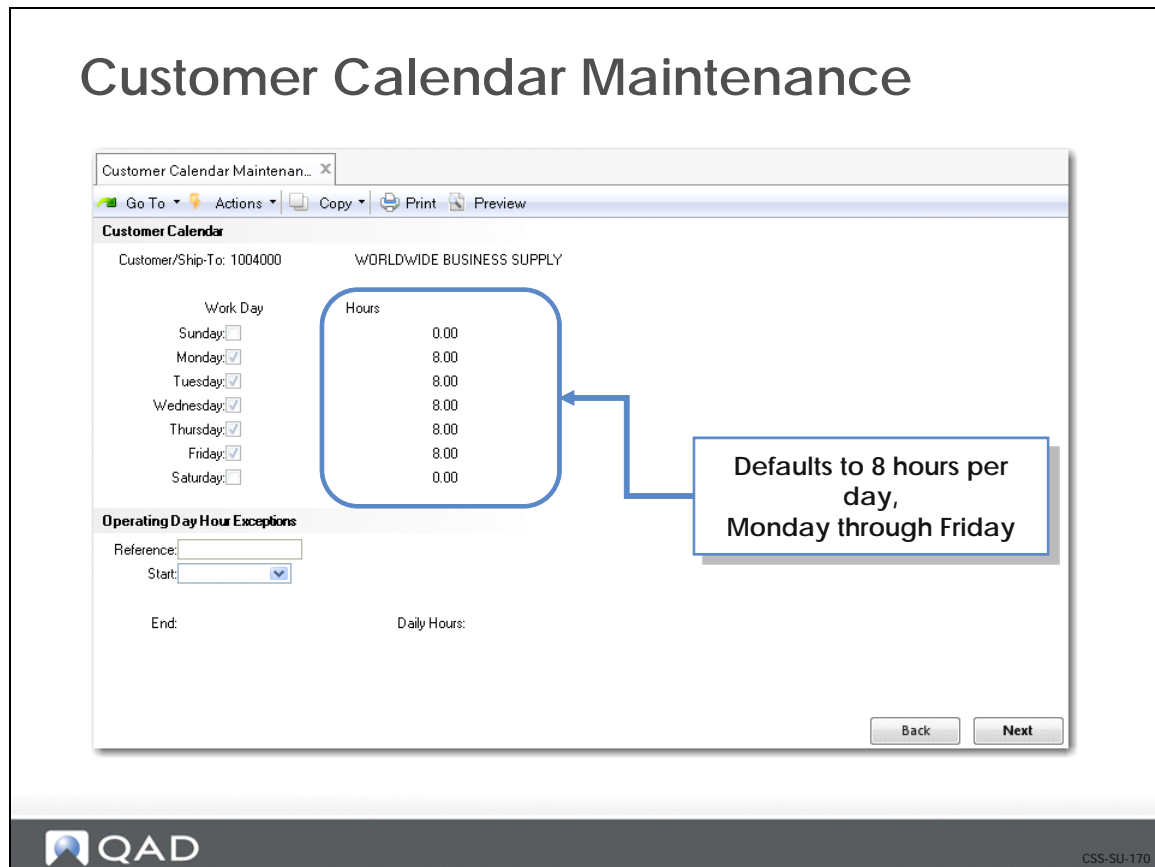 Customer Calendar Maintenance
Customer Calendar Maintenan...
Go To Actions Copy Print Preview
Customer Calendar
Customer/Ship-To: 1004000 WORLDWIDE BUSINESS SUPPLY
Work Day Hours
Sunday: 0.00
Monday: 8.00
Tuesday: 8.00
Wednesday: 8.00
Thursday: 8.00
Friday: 8.00
Saturday: 0.00
Defaults to 8 hours per
day,
Monday through Friday
Operating Day Hour Exceptions
Reference:
Start:
End: Daily Hours:
Back Next
QAD
CSS-SU-170